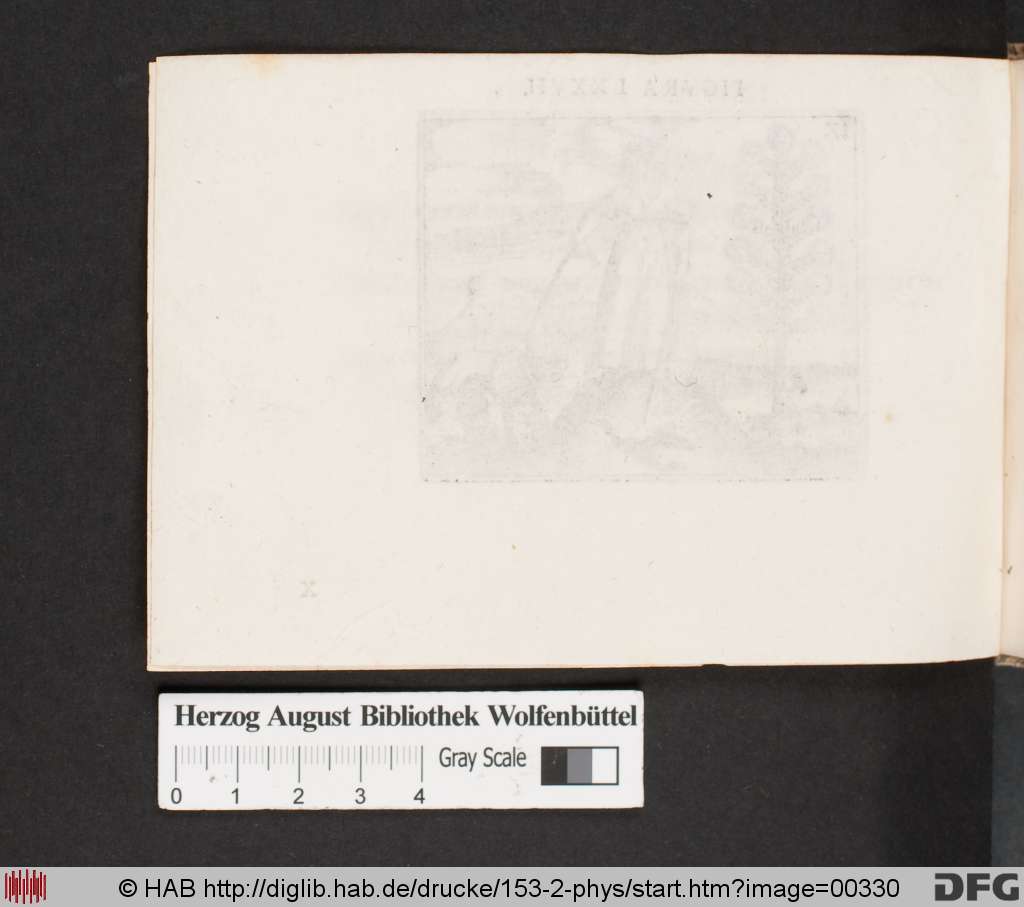 Herzog August Bibliothek Wolfenbüttel
Gray Scale
0 1 2 3 4
© HAB http://diglib.hab.de/drucke/153-2-phys/start.htm?image=00330
DFG